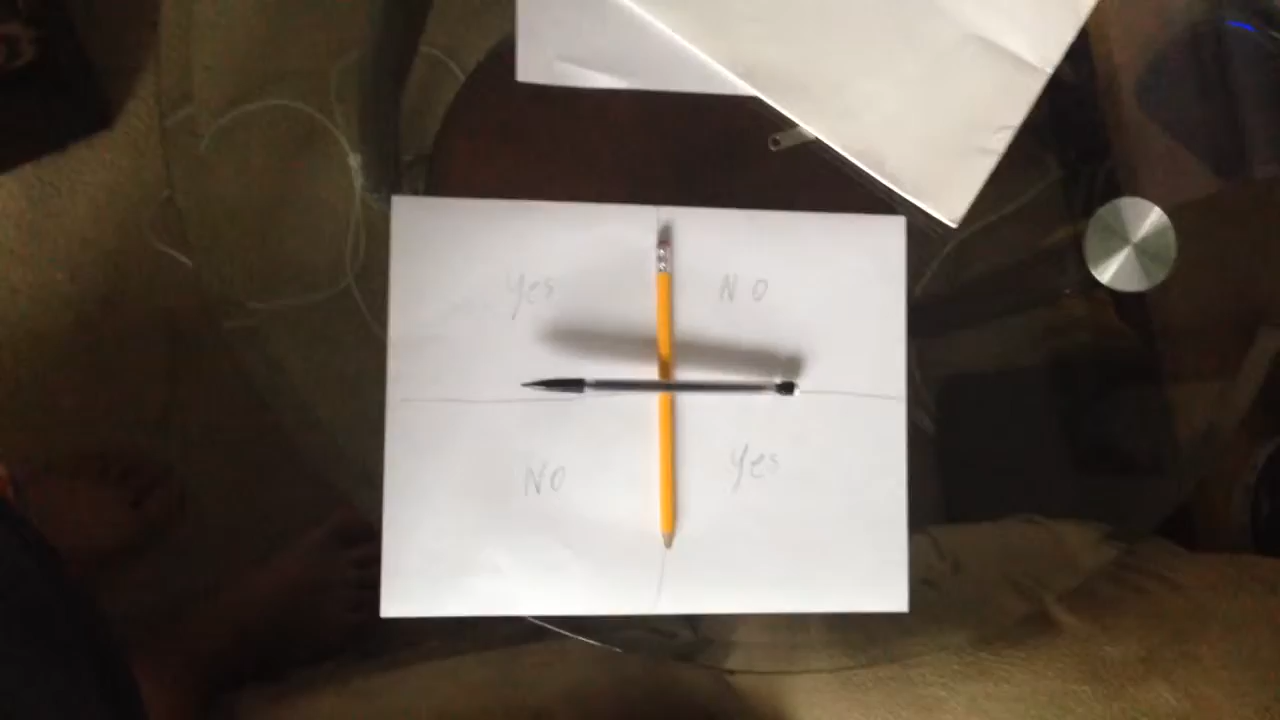 Yes NO
NO Yes